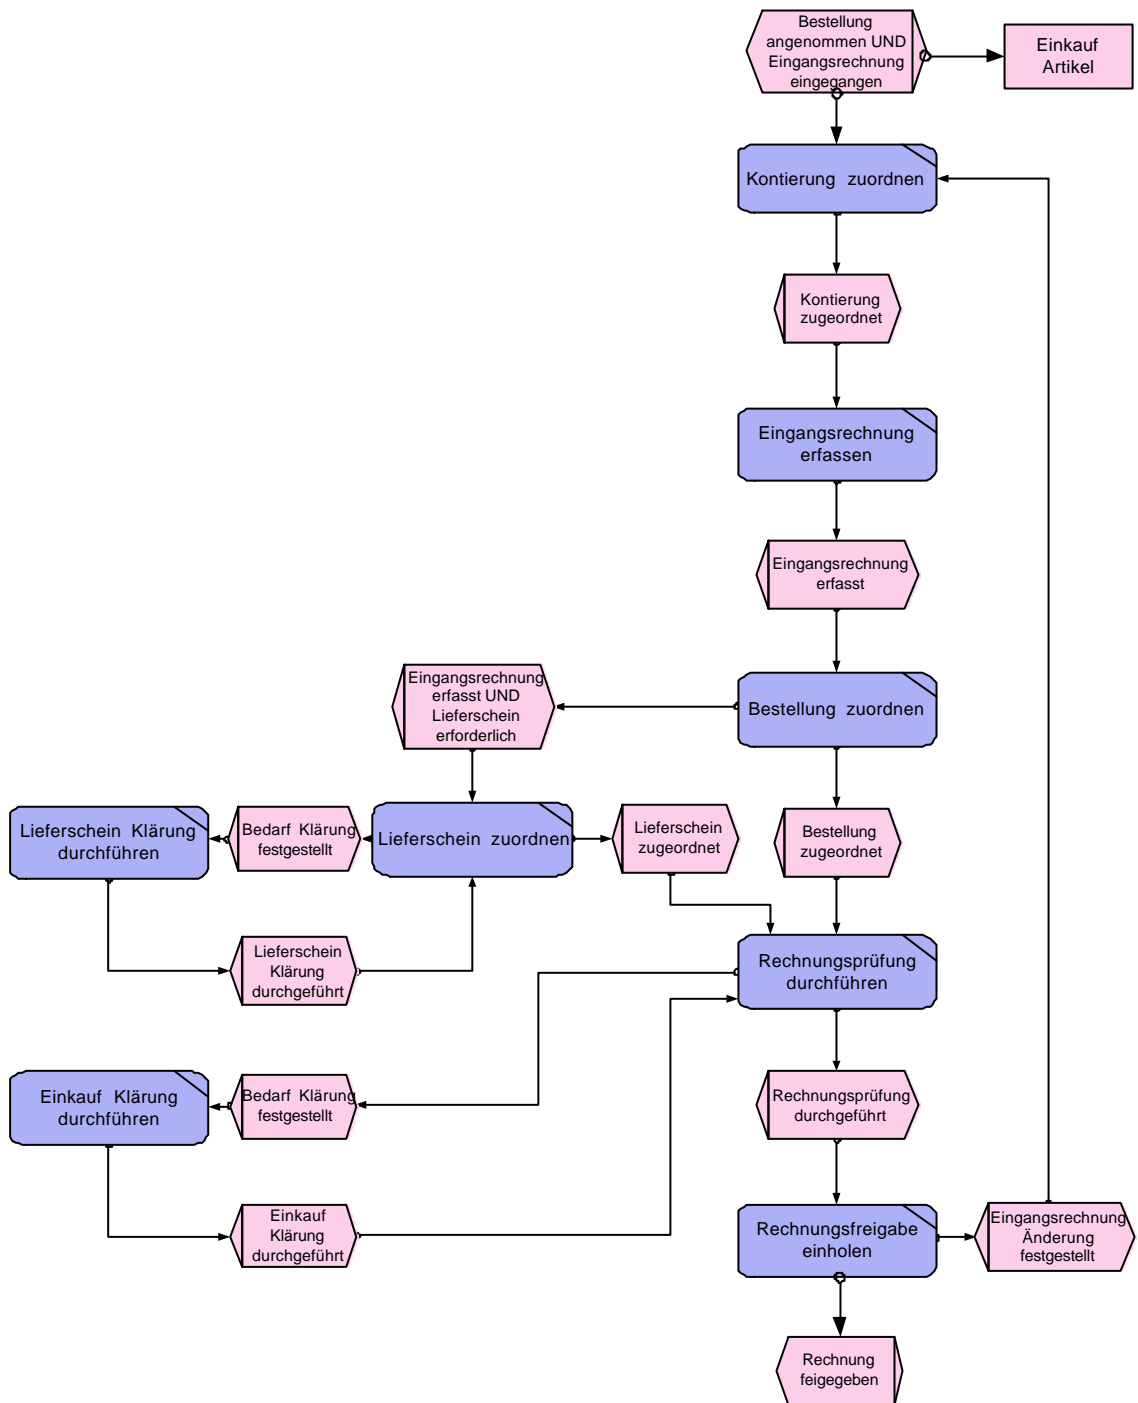 Bestellung
angenommen UND
Eingangsrechnung
eingegangen
Einkauf
Artikel
Kontierung zuordnen
Kontierung
zugeordnet
Eingangsrechnung
erfassen
Eingangsrechnung
erfasst
Eingangsrechnung
erfasst UND
Lieferschein
erforderlich
Bestellung zuordnen
Lieferschein Klärung
durchführen
Bedarf Klärung
festgestellt
Lieferschein zuordnen
Lieferschein
zugeordnet
Bestellung
zugeordnet
Lieferschein
Klärung
durchgeführt
Rechnungsprüfung
durchführen
Einkauf Klärung
durchführen
Bedarf Klärung
festgestellt
Rechnungsprüfung
durchgeführt
Einkauf
Klärung
durchgeführt
Rechnungsfreigabe
einholen
Eingangsrechnung
Änderung
festgestellt
Rechnung
feigegeben